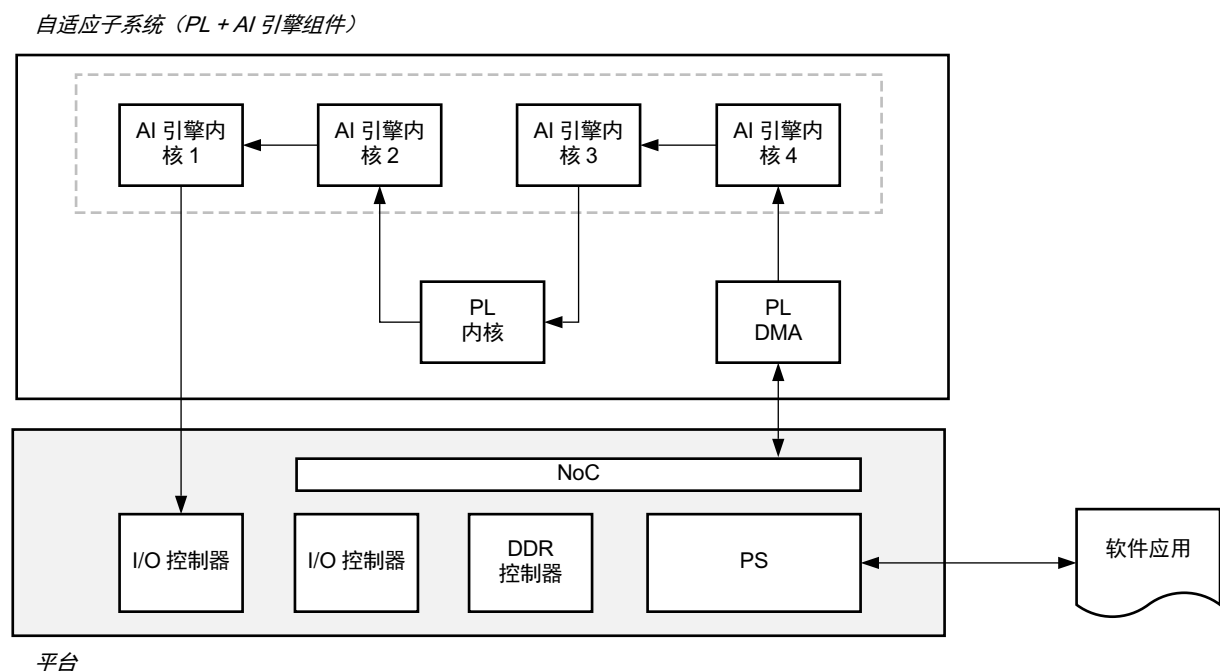 自适应子系统（PL + AI 引擎组件）
AI 引擎内
核 1
AI 引擎内
核 2
AI 引擎内
核 3
AI 引擎内
核 4
PL
内核
PL
DMA
NoC
I/O 控制器
I/O 控制器
DDR
控制器
PS
软件应用
平台